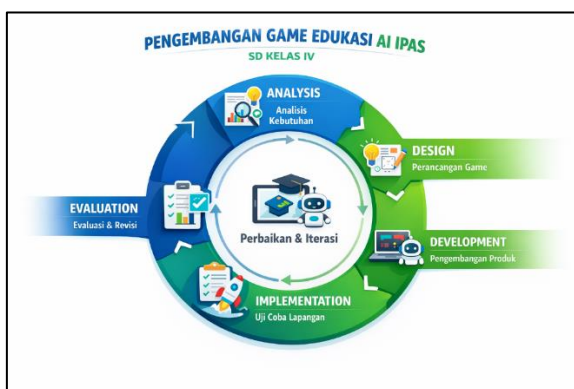 PENGEMBANGAN GAME EDUKASI AI IPAS
SD KELAS IV
ANALYSIS
Analisis
Kebutuhan
DESIGN
Perancangan Game
DEVELOPMENT
Pengembangan Produk
IMPLEMENTATION
Uji Coba Lapangan
EVALUATION
Evaluasi & Revisi
Perbaikan & Iterasi